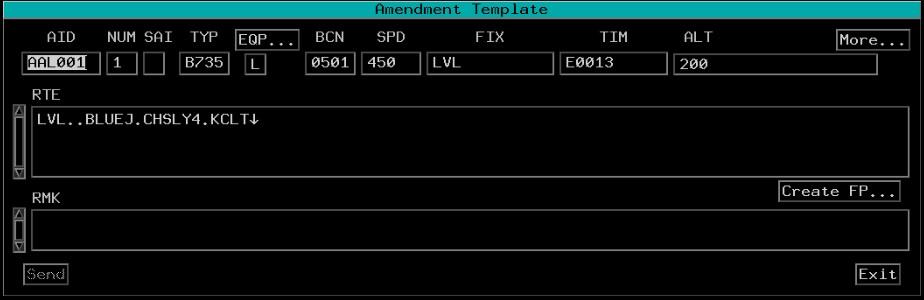 Amendment Template
AID NUM SAI TYP EQP... BCN SPD FIX TIM ALT More...
AAL001 1 B735 L 0501 450 LVL E0013 200
RTE
LVL..BLUEJ.CHSLY4.KCLT↓
Create FP...
RMK
Send Exit